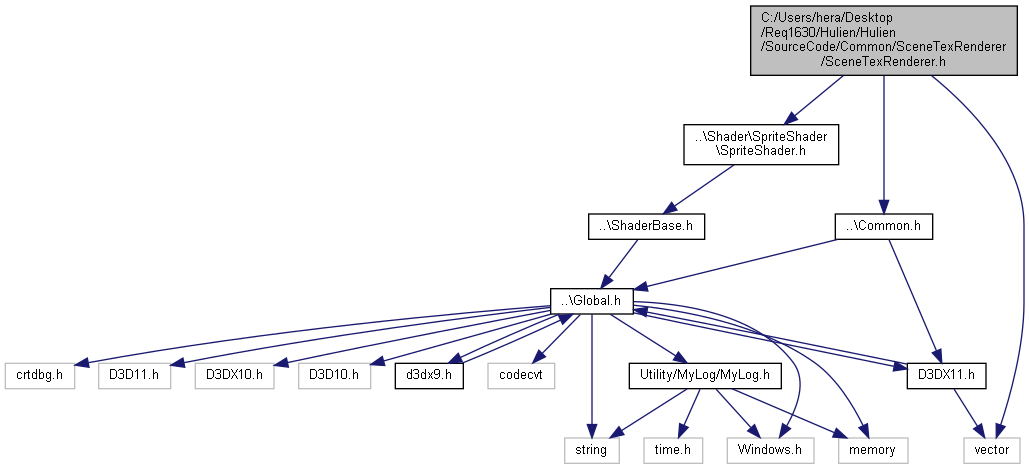 C:/Users/hera/Desktop
/Req1630/Hulien/Hulien
/SourceCode/Common/SceneTexRenderer
/SceneTexRenderer.h
..\Shader\SpriteShader
\SpriteShader.h
..\ShaderBase.h
..\Common.h
..\Global.h
crtdbg.h
D3D11.h
D3DX10.h
D3D10.h
d3dx9.h
codecvt
Utility/MyLog/MyLog.h
D3DX11.h
string
time.h
Windows.h
memory
vector